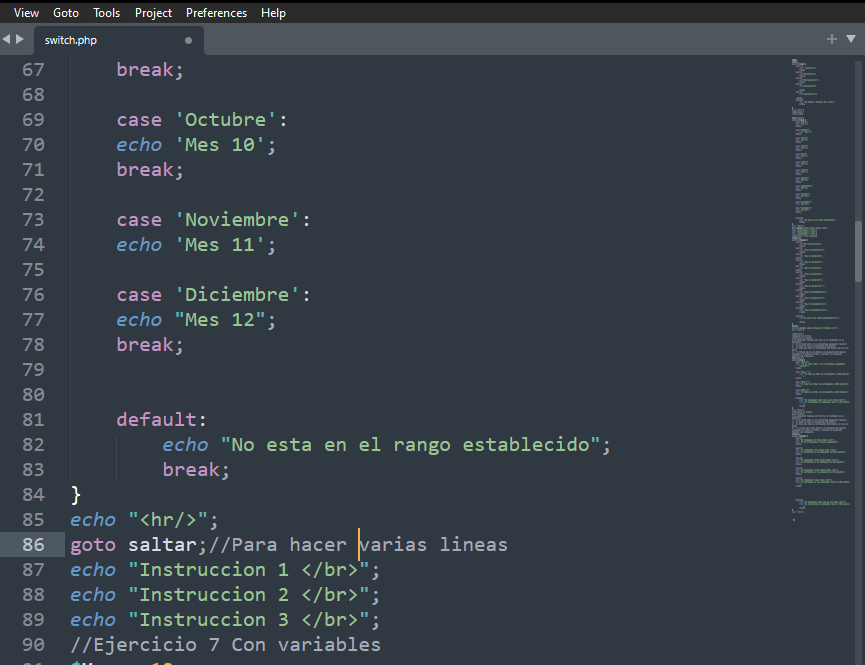 View Goto Tools Project Preferences Help
switch.php
67 break;
68
69 case 'Octubre':
70 echo 'Mes 10';
71 break;
72
73 case 'Noviembre':
74 echo 'Mes 11';
75
76 case 'Diciembre':
77 echo "Mes 12";
78 break;
79
80
81 default:
82 echo "No esta en el rango establecido";
83 break;
84 }
85 echo "<hr/>";
86 goto saltar;//Para hacer varias lineas
87 echo "Instruccion 1 </br>";
88 echo "Instruccion 2 </br>";
89 echo "Instruccion 3 </br>";
90 //Ejercicio 7 Con variables